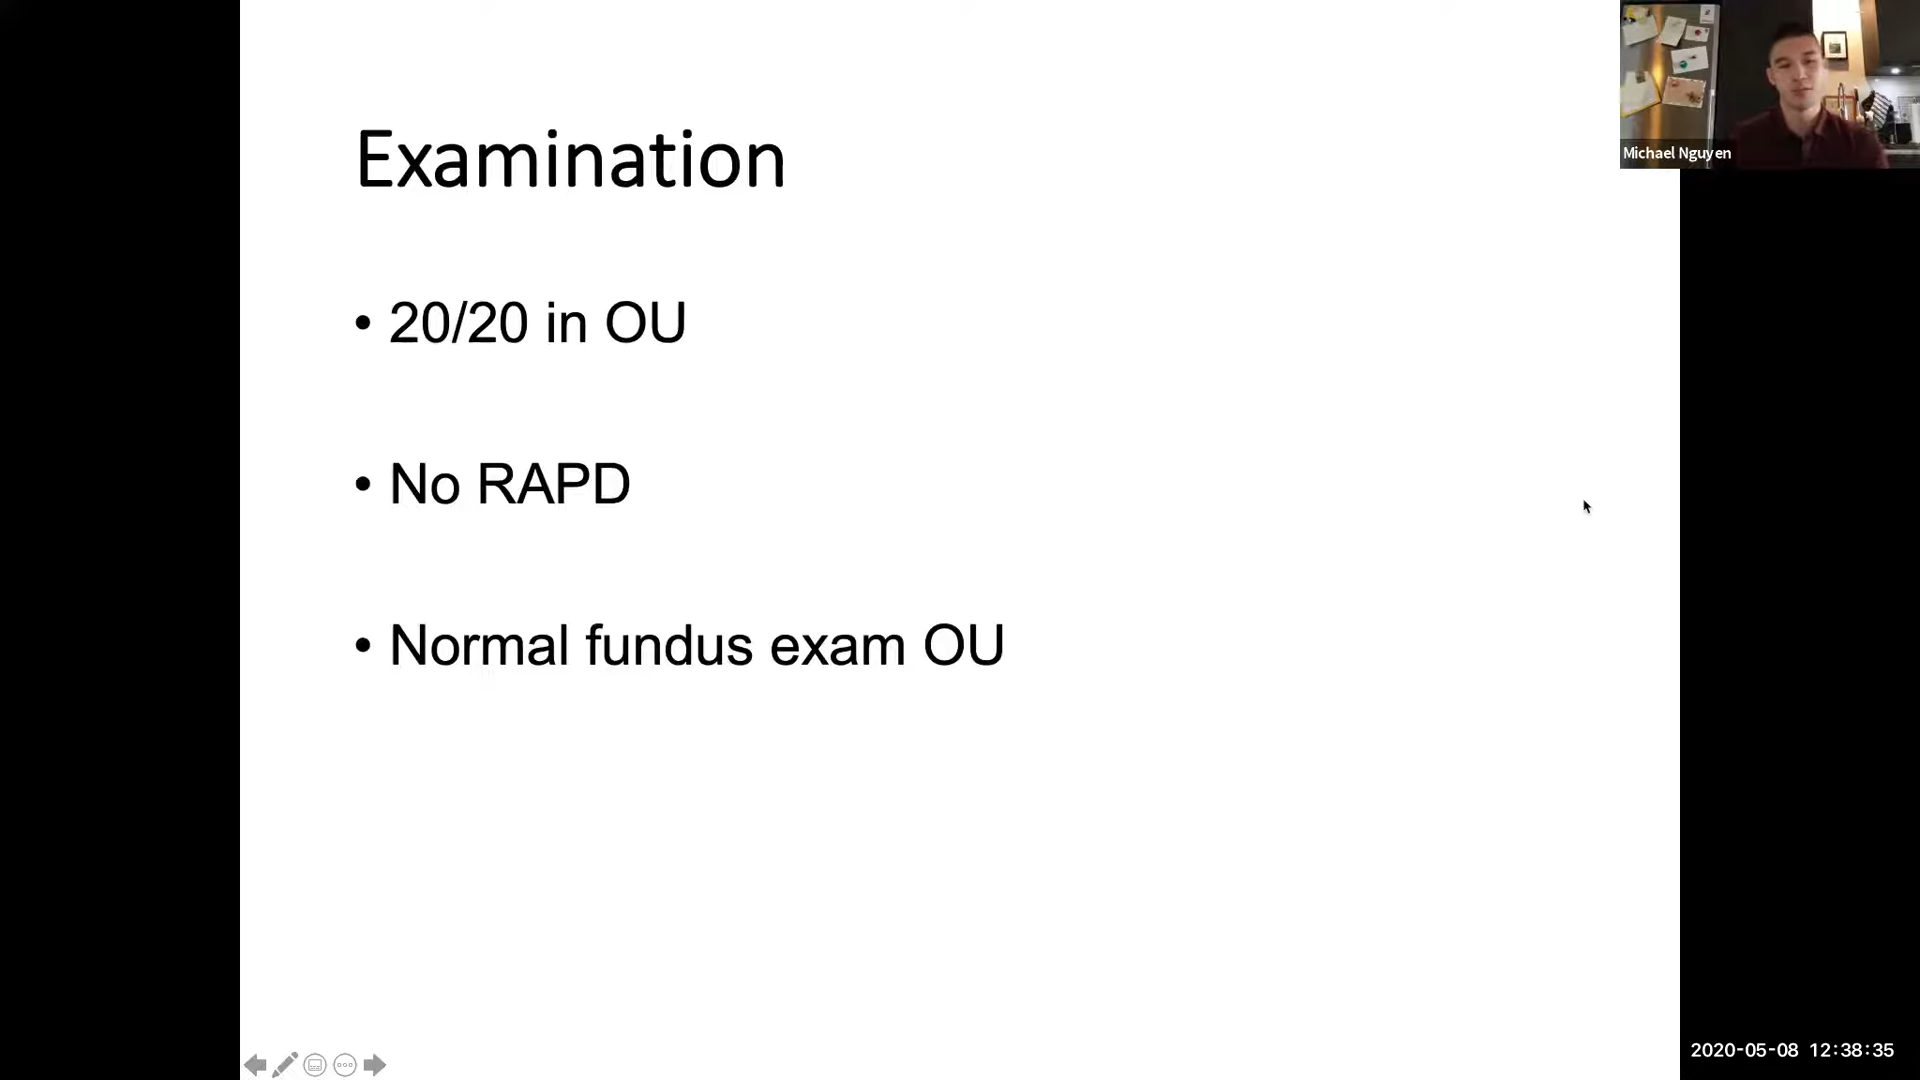 Michael Nguyen
Examination
• 20/20 in OU
• No RAPD
• Normal fundus exam OU
2020-05-08 12:38:35